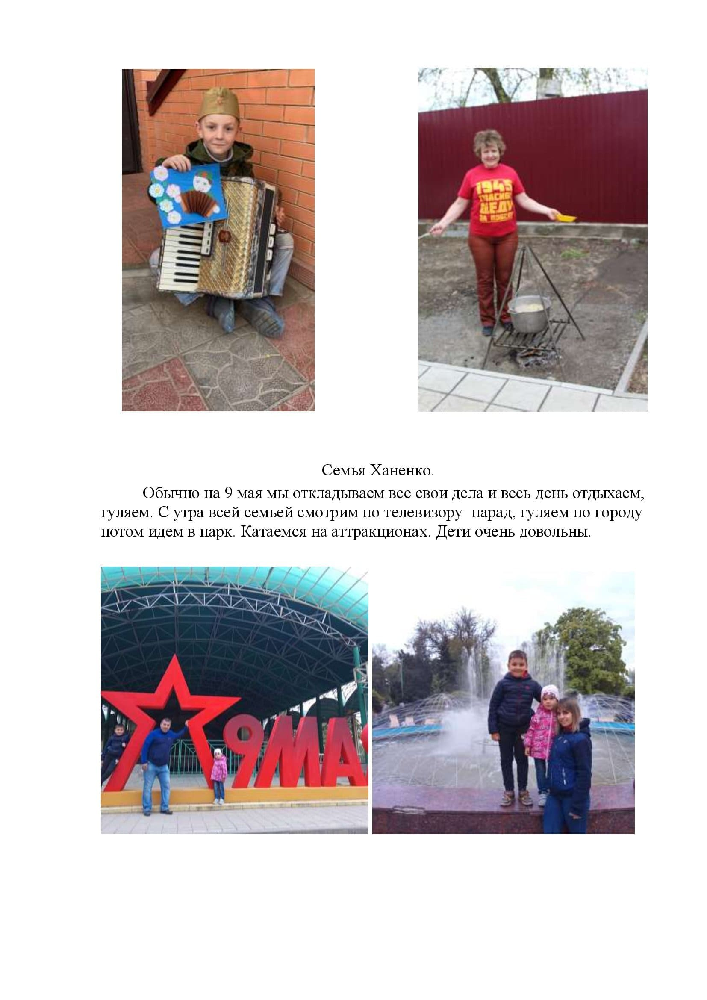 1945
СПАСИБО
ДЕДУ
ЗА ПОБЕДУ
Семья Ханенко.
Обычно на 9 мая мы откладываем все свои дела и весь день отдыхаем,
гуляем. С утра всей семьей смотрим по телевизору парад, гуляем по городу
потом идем в парк. Катаемся на аттракционах. Дети очень довольны.
9МА